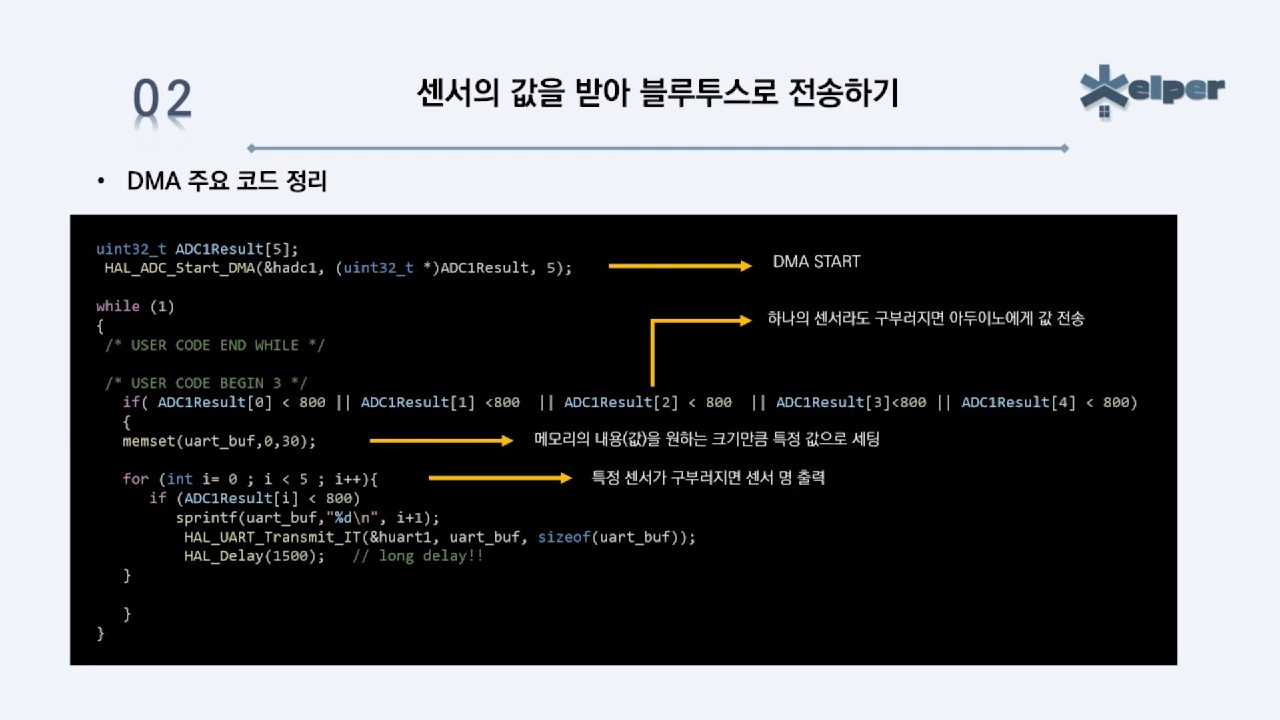 02
센서의 값을 받아 블루투스로 전송하기
elper
• DMA 주요 코드 정리
uint32_t ADC1Result[5];
HAL_ADC_Start_DMA(&hadc1, (uint32_t *)ADC1Result, 5);
DMA START
while (1)
{
하나의 센서라도 구부러지면 아두이노에게 값 전송
/* USER CODE END WHILE */
/* USER CODE BEGIN 3 */
if( ADC1Result[0] < 800 || ADC1Result[1] <800 || ADC1Result[2] < 800 || ADC1Result[3]<800 || ADC1Result[4] < 800)
{
memset(uart_buf,0,30);
메모리의 내용(값)을 원하는 크기만큼 특정 값으로 세팅
for (int i= 0 ; i < 5 ; i++){
특정 센서가 구부러지면 센서 명 출력
if (ADC1Result[i] < 800)
sprintf(uart_buf,"%d\n", i+1);
HAL_UART_Transmit_IT(&huart1, uart_buf, sizeof(uart_buf));
HAL_Delay(1500); // long delay!!
}
}
}